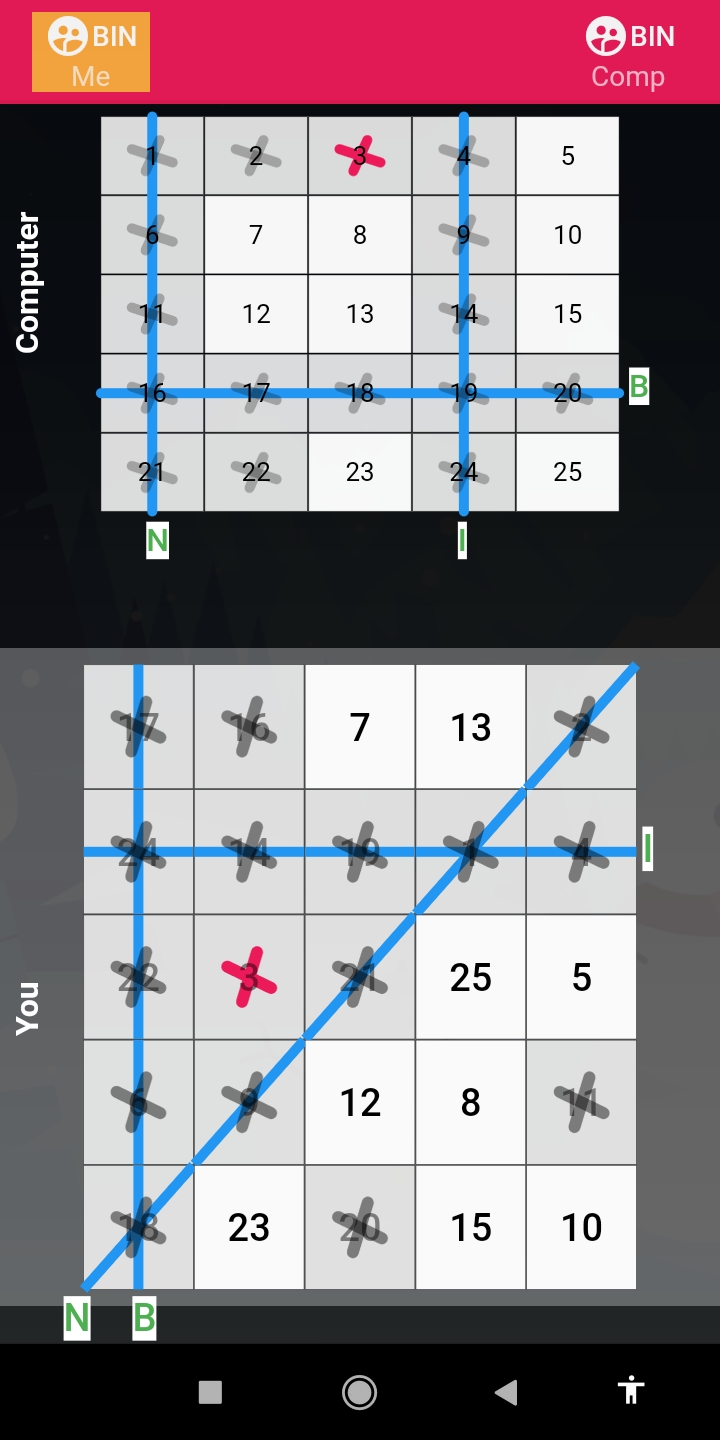 BIN BIN
Me Comp
Computer
1 2 3 4 5
6 7 8 9 10
11 12 13 14 15
16 17 18 19 20 B
21 22 23 24 25
N I
You
17 16 7 13 2
24 14 19 1 4 I
22 3 21 25 5
6 9 12 8 11
18 23 20 15 10
N B